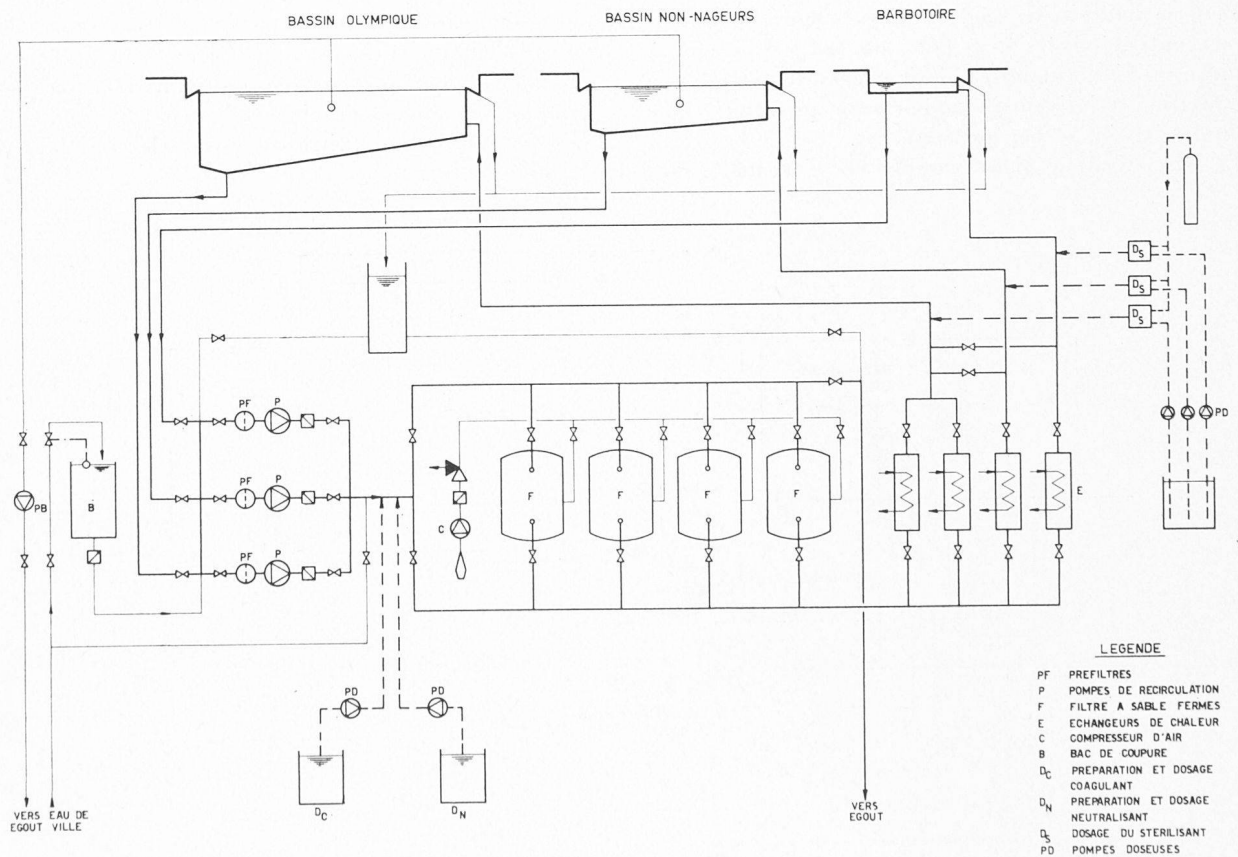 BASSIN OLYMPIQUE
BASSIN NON-NAGEURS
BARBOTOIRE
DS
DS
DS
PD
PF P
PF P
PF P
PB
B
C
F
F
F
F
E
PD
PD
DC
DN
VERS EAU DE
EGOUT VILLE
VERS
EGOUT
LEGENDE
PF PREFILTRES
P POMPES DE RECIRCULATION
F FILTRE A SABLE FERMES
E ECHANGEURS DE CHALEUR
C COMPRESSEUR D'AIR
B BAC DE COUPURE
DC PREPARATION ET DOSAGE
COAGULANT
DN PREPARATION ET DOSAGE
NEUTRALISANT
DS DOSAGE DU STERILISANT
PD POMPES DOSEUSES